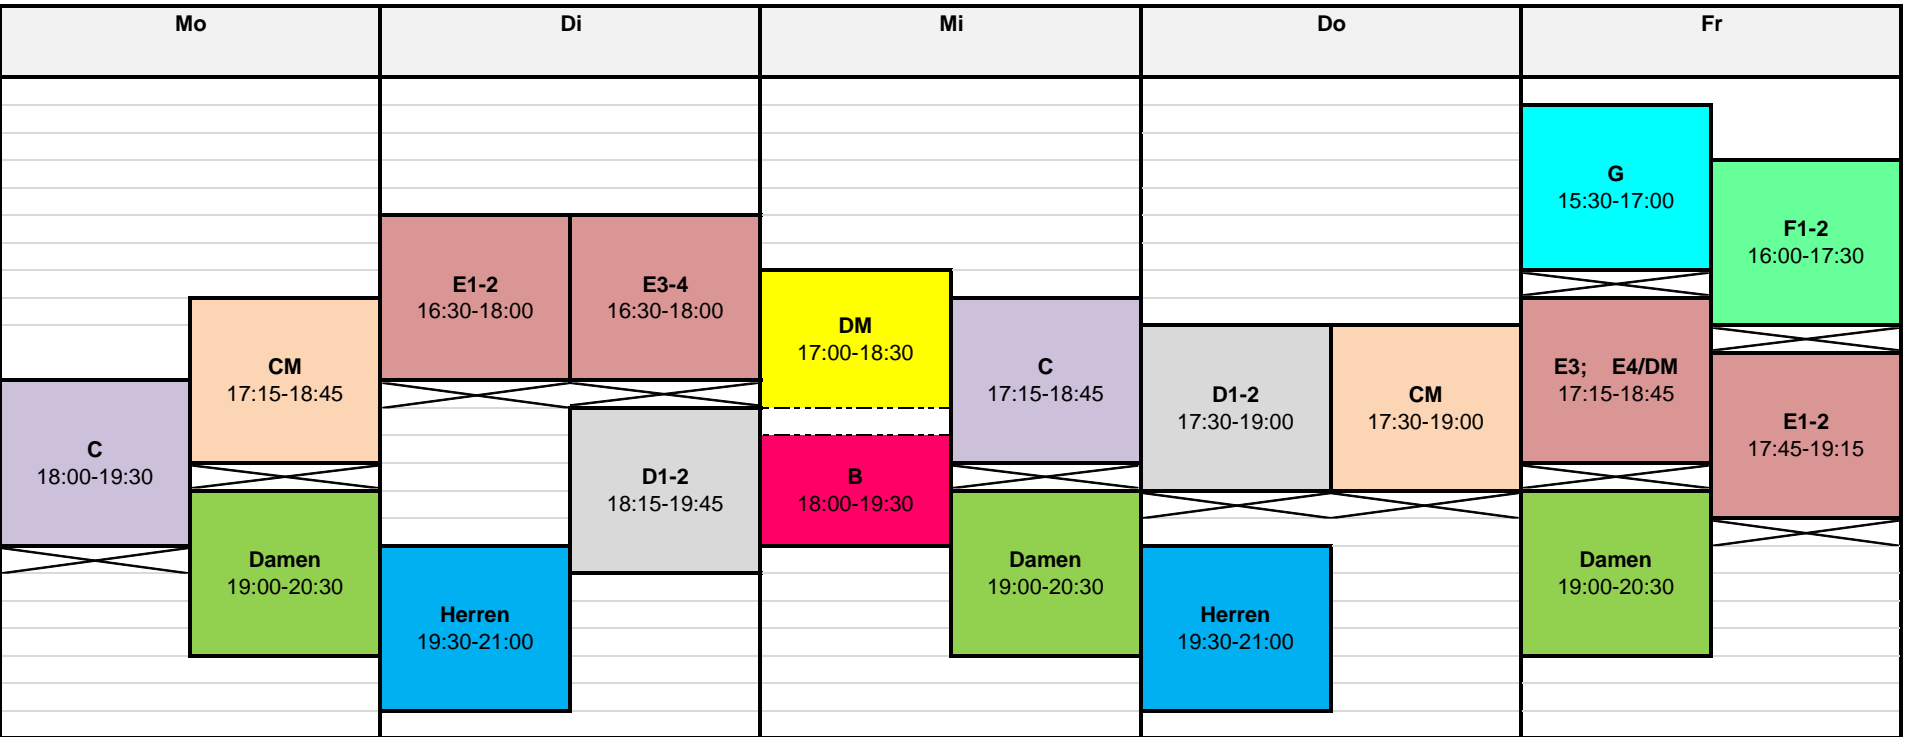 Mo
Di
Mi
Do
Fr
C
18:00-19:30
CM
17:15-18:45
Damen
19:00-20:30
E1-2
16:30-18:00
Herren
19:30-21:00
E3-4
16:30-18:00
D1-2
18:15-19:45
DM
17:00-18:30
B
18:00-19:30
C
17:15-18:45
Damen
19:00-20:30
D1-2
17:30-19:00
Herren
19:30-21:00
CM
17:30-19:00
G
15:30-17:00
E3; E4/DM
17:15-18:45
Damen
19:00-20:30
F1-2
16:00-17:30
E1-2
17:45-19:15